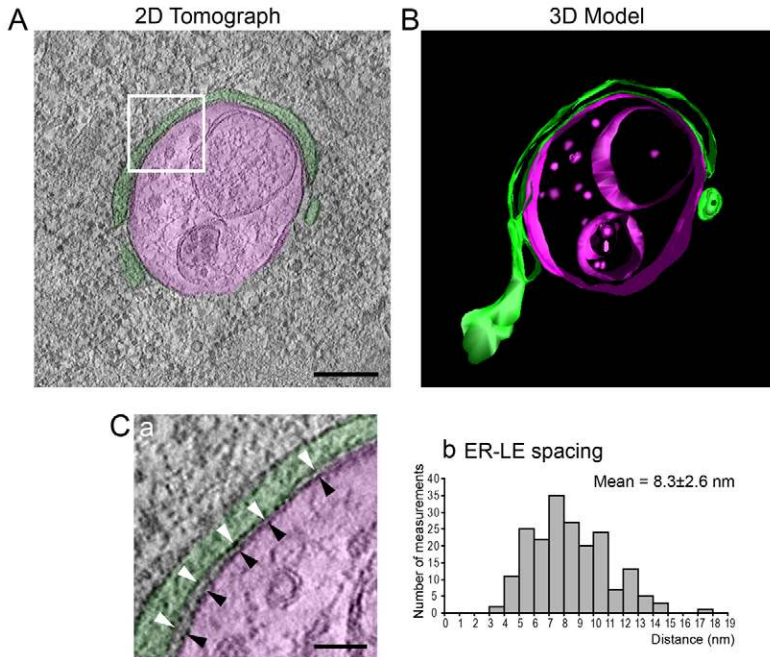 A
2D Tomograph
B
3D Model
C
a
b ER-LE spacing
Mean = 8.3±2.6 nm
Number of measurements
40
35
30
25
20
15
10
5
0
0 1 2 3 4 5 6 7 8 9 10 11 12 13 14 15 16 17 18 19
Distance (nm)